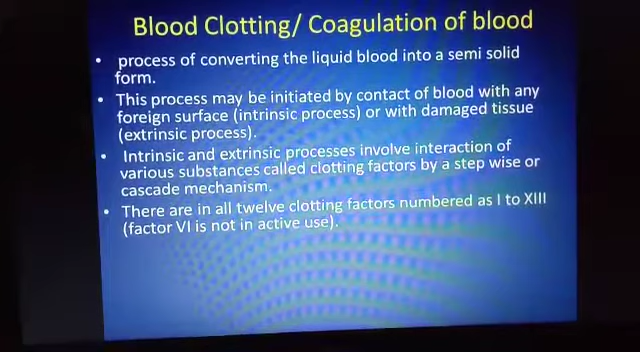 Blood Clotting/ Coagulation of blood
• process of converting the liquid blood into a semi solid
form.
• This process may be initiated by contact of blood with any
foreign surface (intrinsic process) or with damaged tissue
(extrinsic process).
• Intrinsic and extrinsic processes involve interaction of
various substances called clotting factors by a step wise or
cascade mechanism.
• There are in all twelve clotting factors numbered as I to XIII
(factor VI is not in active use).